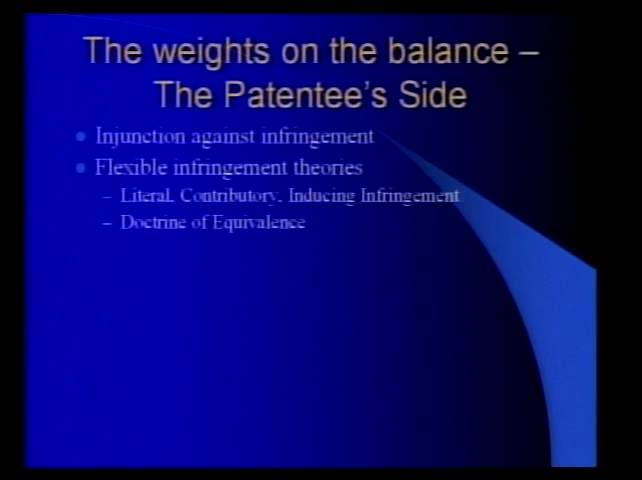 The weights on the balance –
The Patentee's Side
Injunction against infringement
Flexible infringement theories
– Literal, Contributory, Inducing Infringement
– Doctrine of Equivalence